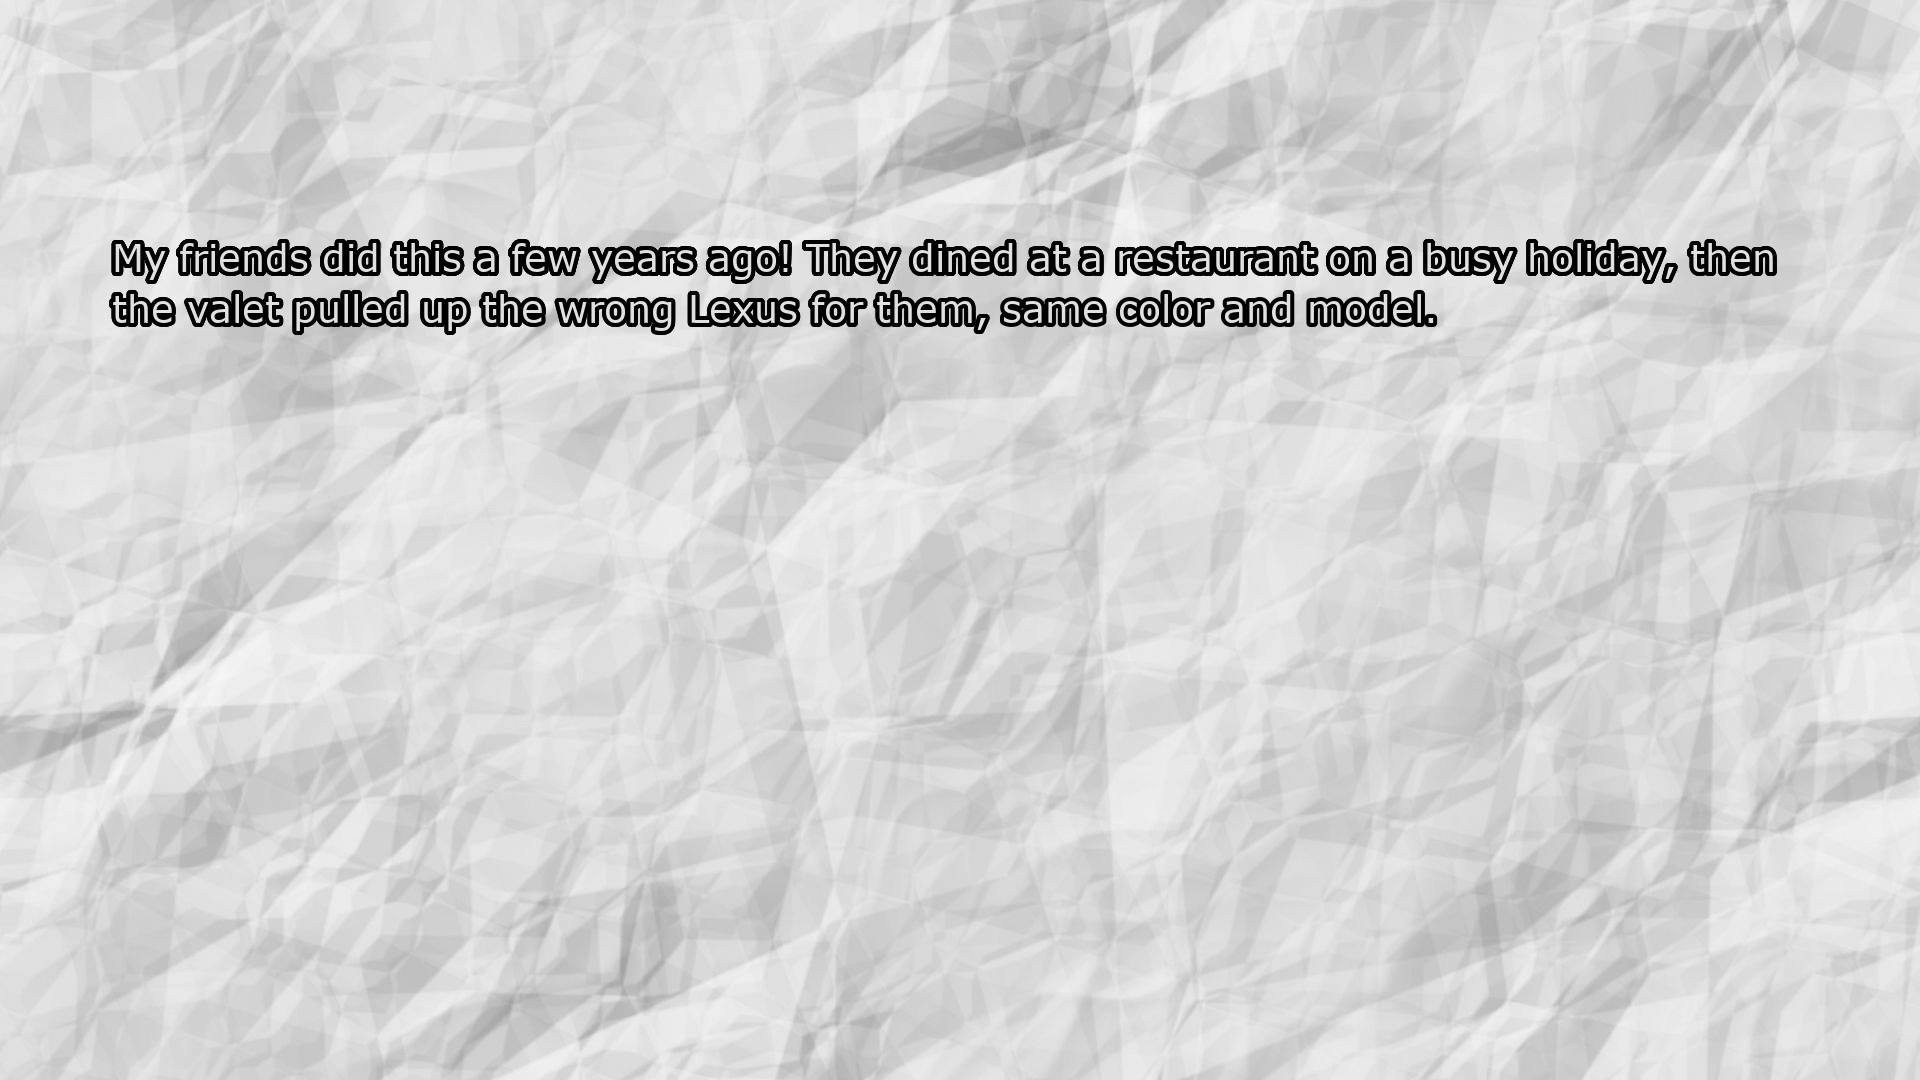 My friends did this a few years ago! They dined at a restaurant on a busy holiday, then
the valet pulled up the wrong Lexus for them, same color and model.